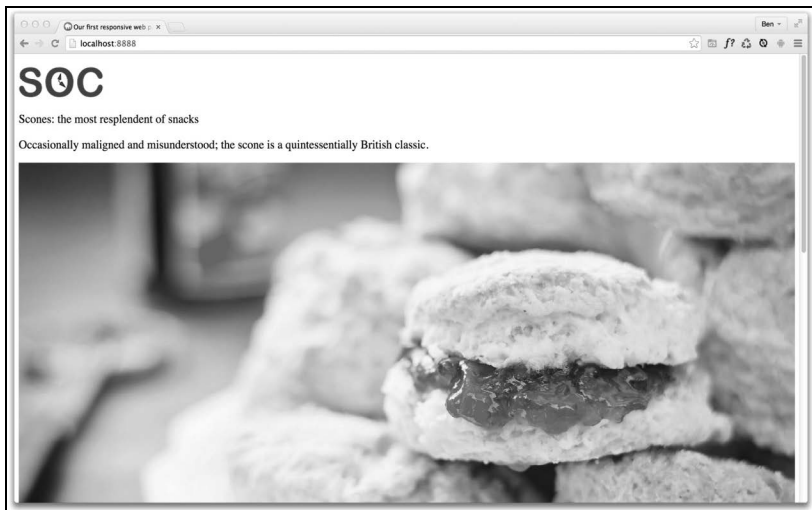 Our first responsive web p
Ben
localhost:8888
f?
SOC
Scones: the most resplendent of snacks
Occasionally maligned and misunderstood; the scone is a quintessentially British classic.